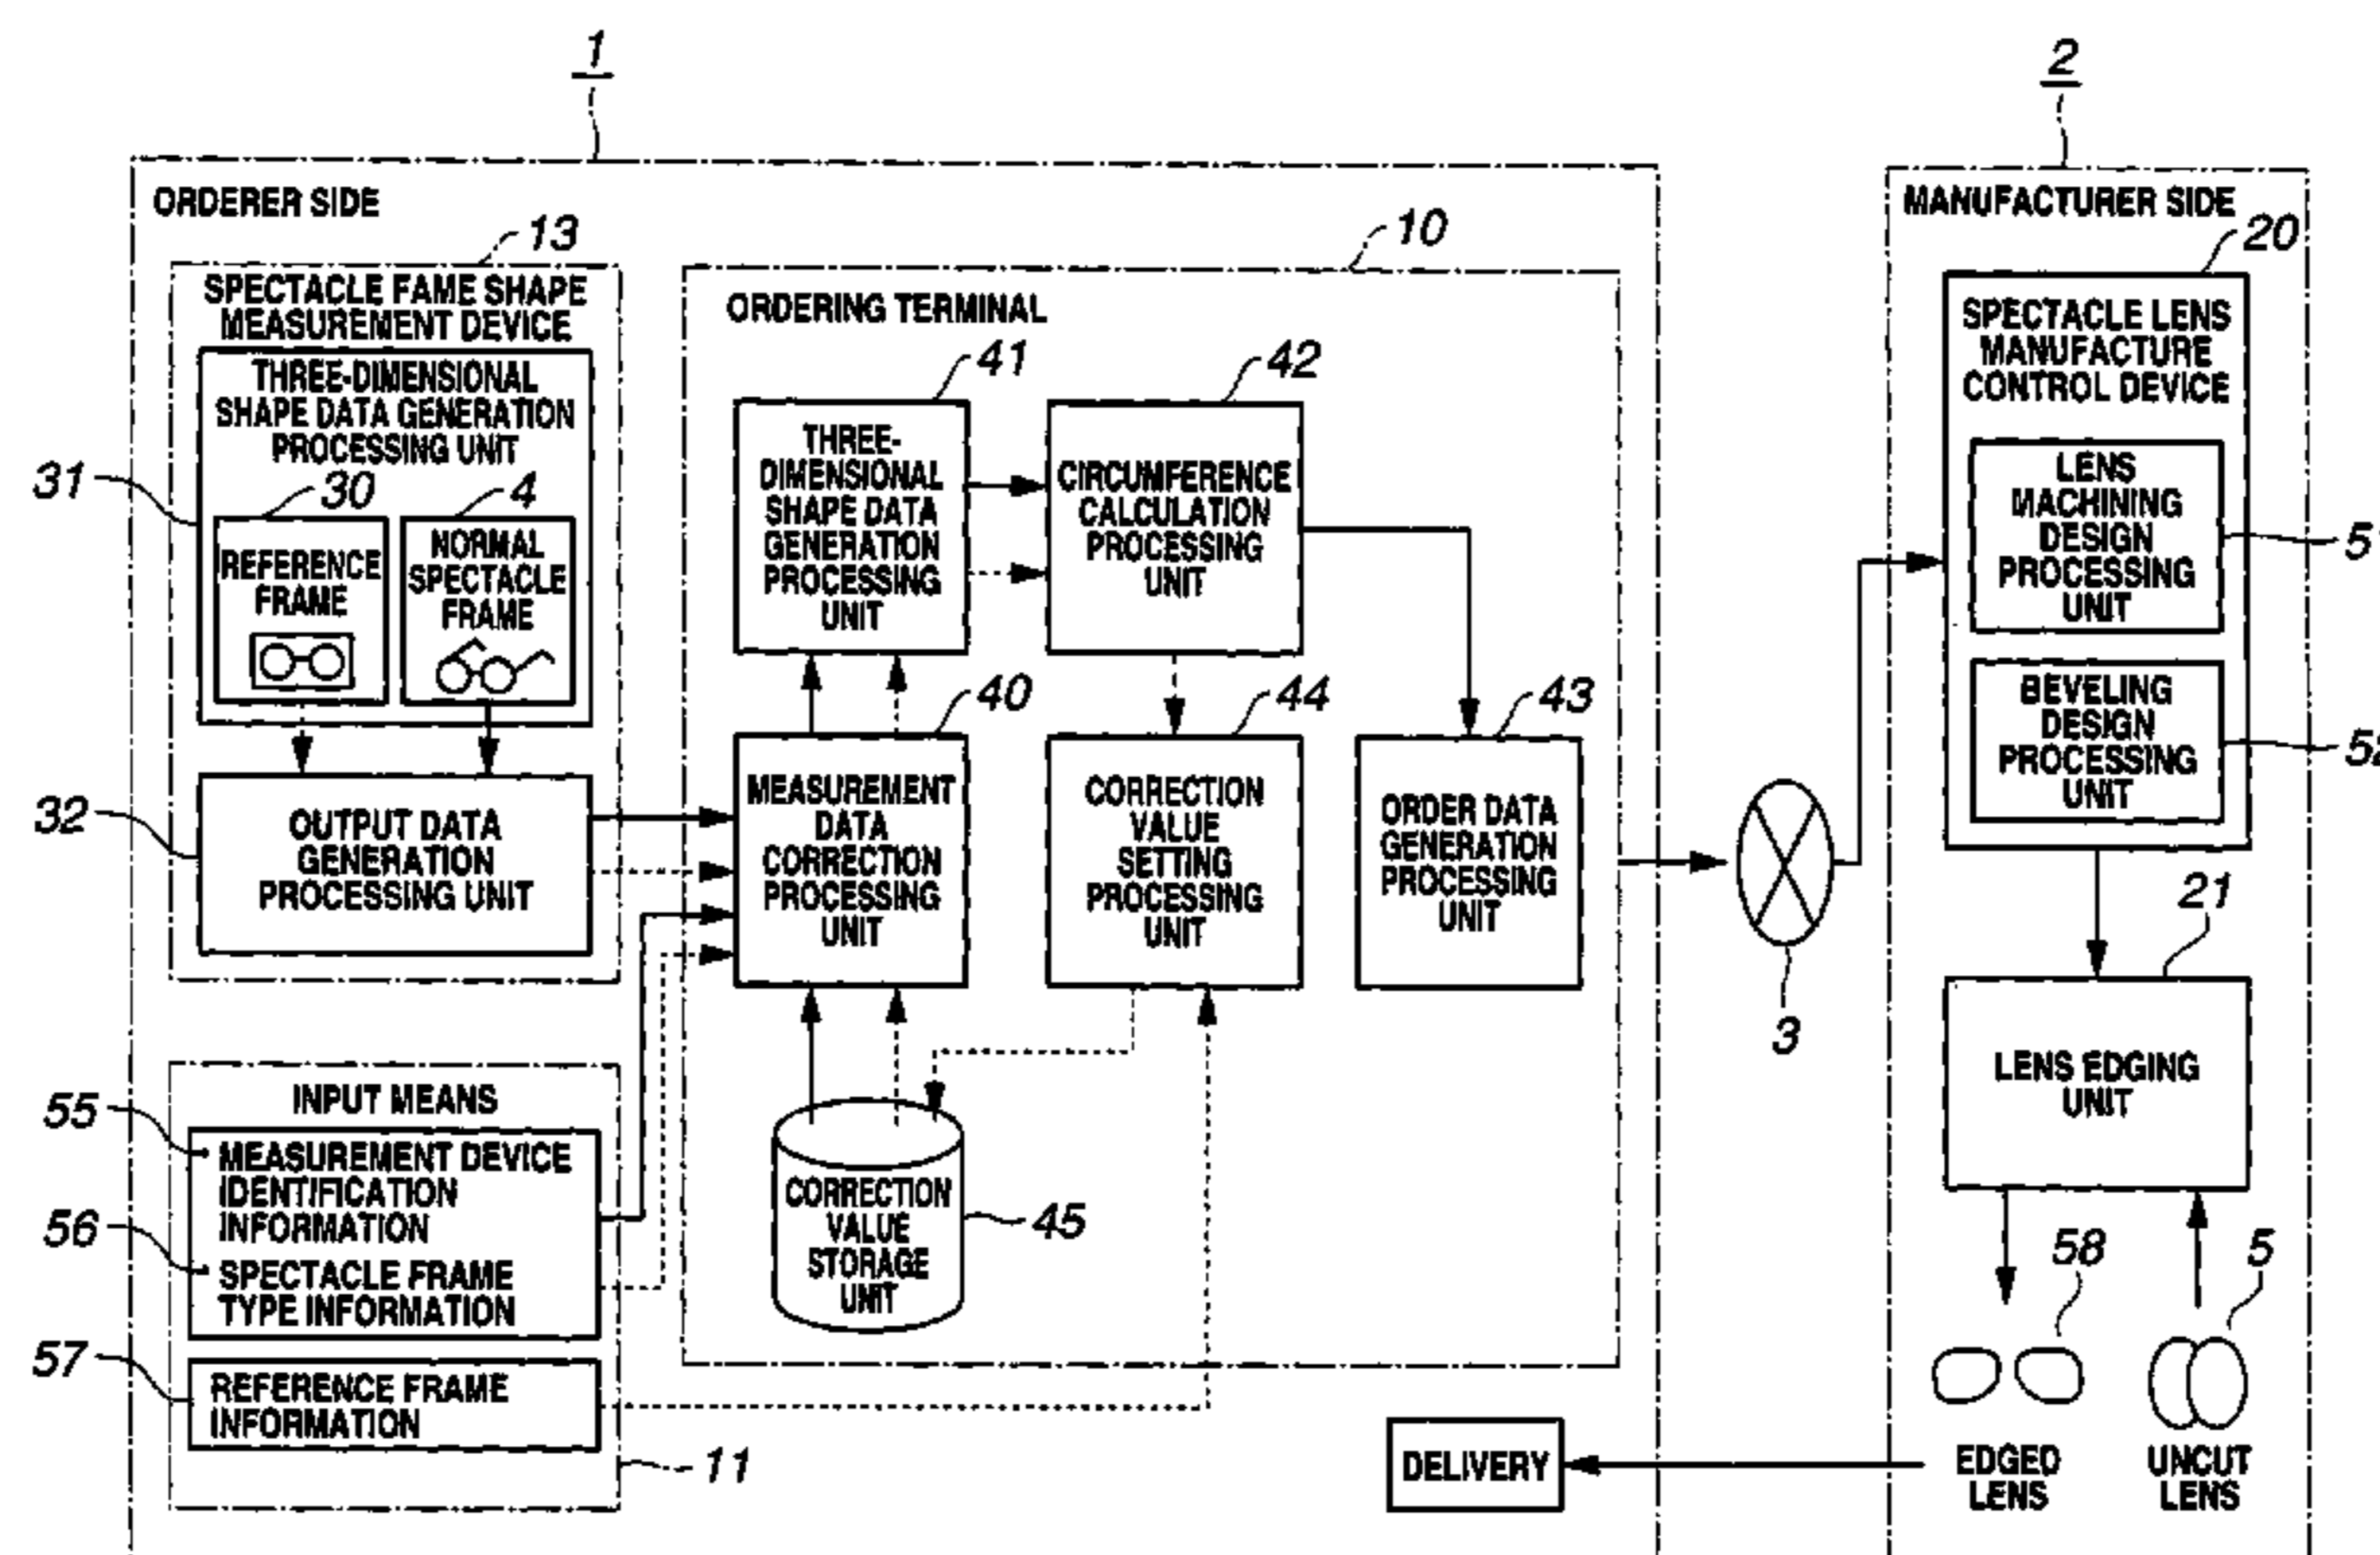 1
2
ORDERER SIDE
13
SPECTACLE FAME SHAPE
MEASUREMENT DEVICE
THREE-DIMENSIONAL
SHAPE DATA GENERATION
PROCESSING UNIT
31
30
4
REFERENCE
FRAME
NORMAL
SPECTACLE
FRAME
32
OUTPUT DATA
GENERATION
PROCESSING UNIT
INPUT MEANS
55
MEASUREMENT DEVICE
IDENTIFICATION
INFORMATION
56
SPECTACLE FRAME
TYPE INFORMATION
57
REFERENCE FRAME
INFORMATION
11
10
ORDERING TERMINAL
41
THREE-
DIMENSIONAL
SHAPE DATA
GENERATION
PROCESSING
UNIT
42
CIRCUMFERENCE
CALCULATION
PROCESSING
UNIT
40
MEASUREMENT
DATA
CORRECTION
PROCESSING
UNIT
44
CORRECTION
VALUE
SETTING
PROCESSING
UNIT
43
ORDER DATA
GENERATION
PROCESSING
UNIT
CORRECTION
VALUE
STORAGE
UNIT
45
3
DELIVERY
MANUFACTURER SIDE
20
SPECTACLE LENS
MANUFACTURE
CONTROL DEVICE
LENS
MACHINING
DESIGN
PROCESSING
UNIT
BEVELING
DESIGN
PROCESSING
UNIT
21
LENS EDGING
UNIT
58
5
EDGED
LENS
UNCUT
LENS